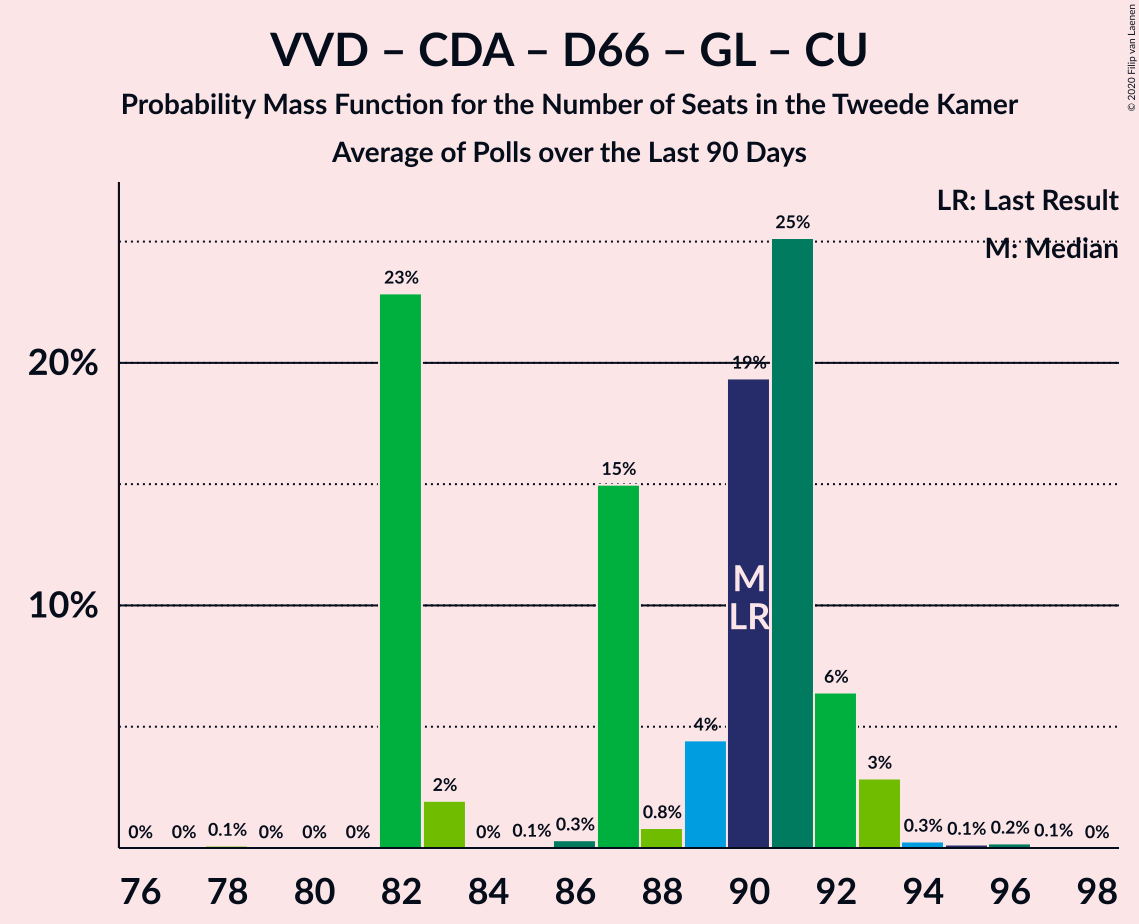 VVD – CDA – D66 – GL – CU
Probability Mass Function for the Number of Seats in the Tweede Kamer
Average of Polls over the Last 90 Days
© 2020 Filip van Laenen
LR: Last Result
M: Median
20%
10%
0% 0% 0.1% 0% 0% 0% 23% 2% 0% 0.1% 0.3% 15% 0.8% 4% 19% 25% 6% 3% 0.3% 0.1% 0.2% 0.1% 0%
M
LR
76 78 80 82 84 86 88 90 92 94 96 98